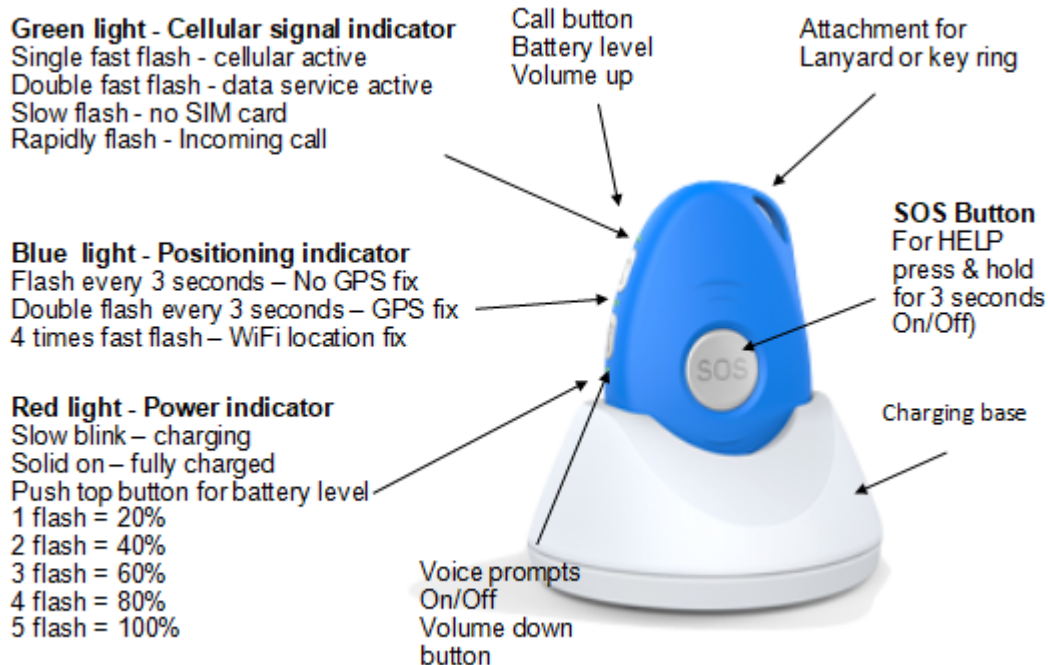 Green light - Cellular signal indicator
Single fast flash - cellular active
Double fast flash - data service active
Slow flash - no SIM card
Rapidly flash - Incoming call
Call button
Battery level
Volume up
Attachment for
Lanyard or key ring
Blue light - Positioning indicator
Flash every 3 seconds – No GPS fix
Double flash every 3 seconds – GPS fix
4 times fast flash – WiFi location fix
SOS Button
For HELP
press & hold
for 3 seconds
On/Off)
SOS
Red light - Power indicator
Slow blink – charging
Solid on – fully charged
Push top button for battery level
1 flash = 20%
2 flash = 40%
3 flash = 60%
4 flash = 80%
5 flash = 100%
Charging base
Voice prompts
On/Off
Volume down
button